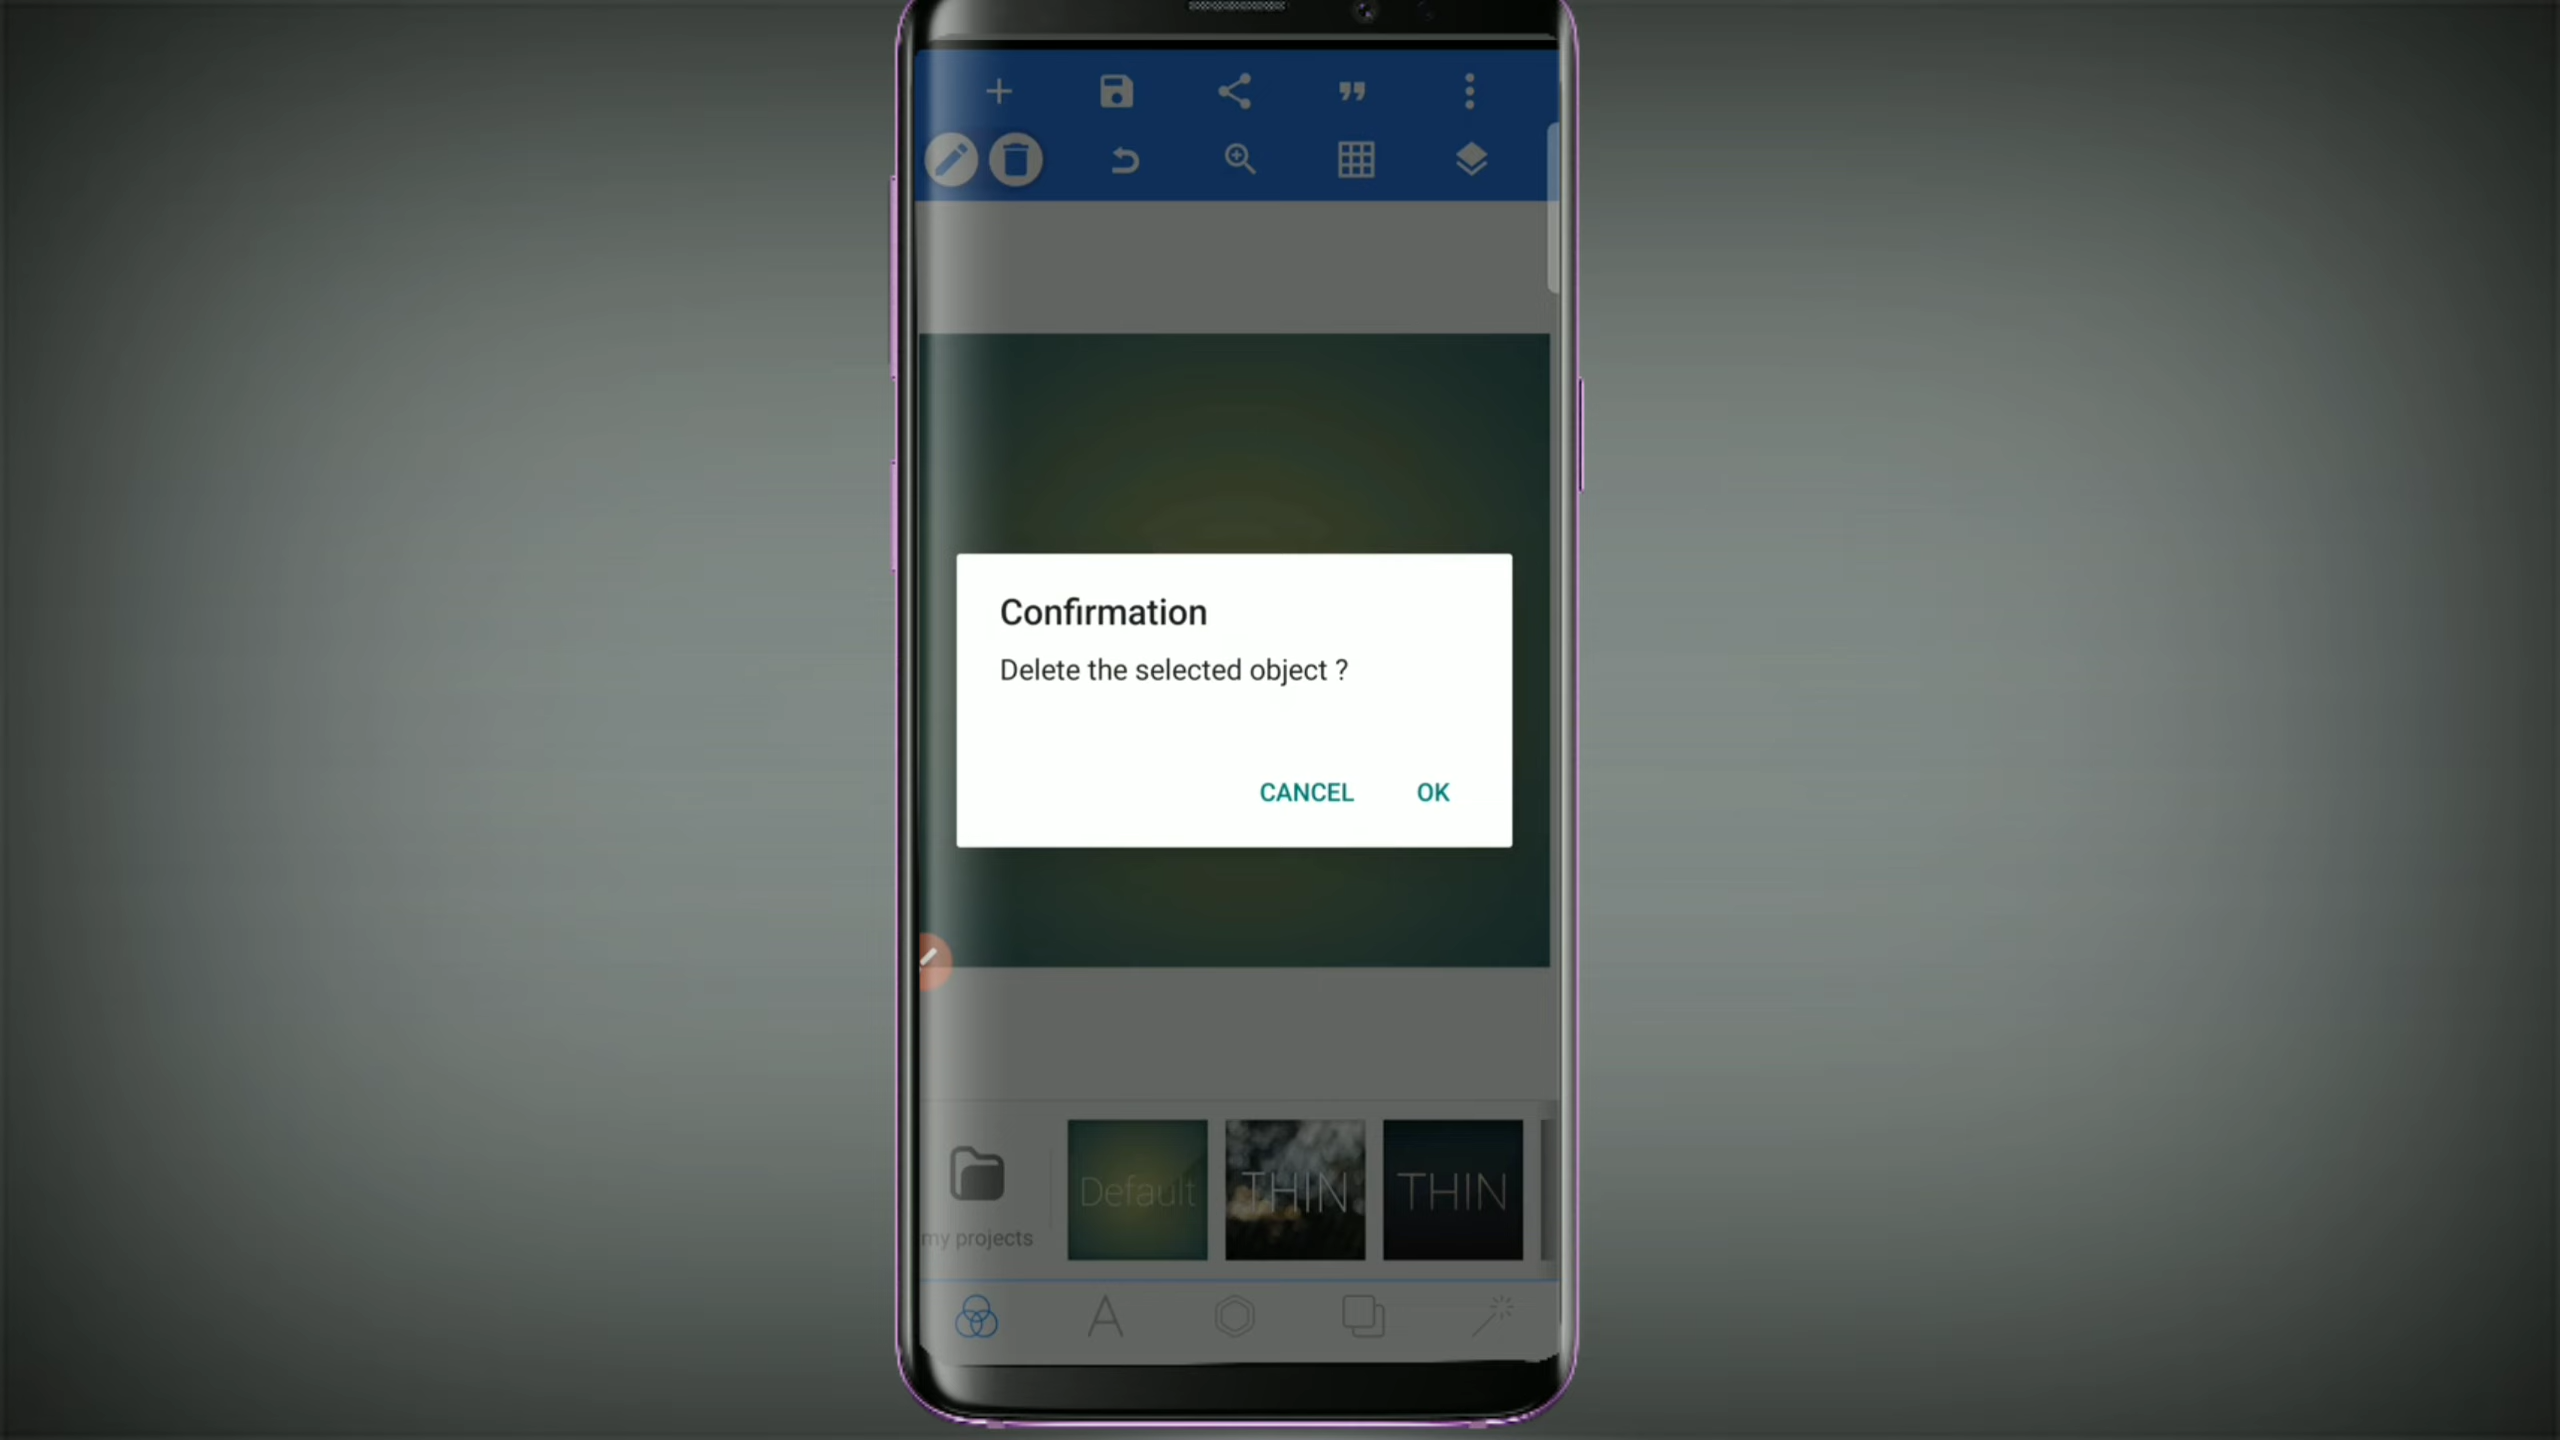 Confirmation
Delete the selected object ?
CANCEL OK
my projects
Default
THIN
THIN